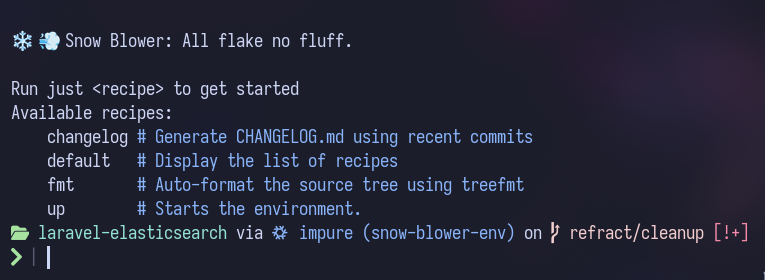 ❄️💨 Snow Blower: All flake no fluff.
Run just <recipe> to get started
Available recipes:
changelog # Generate CHANGELOG.md using recent commits
default # Display the list of recipes
fmt # Auto-format the source tree using treefmt
up # Starts the environment.
laravel-elasticsearch via impure (snow-blower-env) on refract/cleanup [!+]